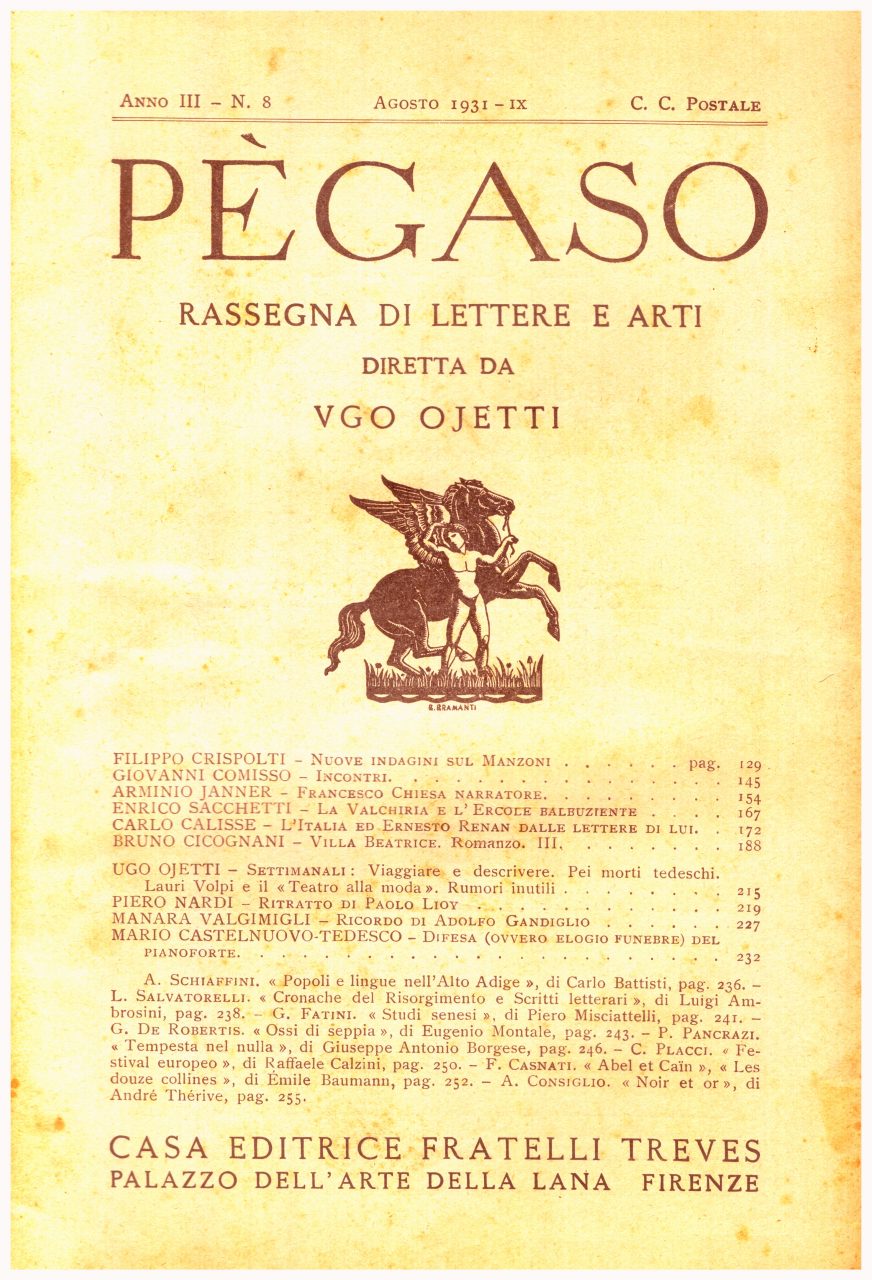 ANNO III – N. 8 AGOSTO 1931 – IX C. C. POSTALE
PÈGASO
RASSEGNA DI LETTERE E ARTI
DIRETTA DA
VGO OJETTI
B. BRAMANTI
FILIPPO CRISPOLTI – NUOVE INDAGINI SUL MANZONI . . . . . . pag. 129
GIOVANNI COMISSO – INCONTRI. . . . . . . . . . . . . . . . 145
ARMINIO JANNER – FRANCESCO CHIESA NARRATORE. . . . . . . . . 154
ENRICO SACCHETTI – LA VALCHIRIA E L'ERCOLE BALBUZIENTE . . . . 167
CARLO CALISSE – L'ITALIA ED ERNESTO RENAN DALLE LETTERE DI LUI. . 172
BRUNO CICOGNANI – VILLA BEATRICE. Romanzo. III. . . . . . . . 188
UGO OJETTI – SETTIMANALI: Viaggiare e descrivere. Pei morti tedeschi.
Lauri Volpi e il «Teatro alla moda». Rumori inutili . . . . . . . 215
PIERO NARDI – RITRATTO DI PAOLO LIOY . . . . . . . . . . . . 219
MANARA VALGIMIGLI – RICORDO DI ADOLFO GANDIGLIO . . . . . . 227
MARIO CASTELNUOVO-TEDESCO – DIFESA (OVVERO ELOGIO FUNEBRE) DEL
PIANOFORTE. . . . . . . . . . . . . . . . . . . . . . . 232
A. SCHIAFFINI. « Popoli e lingue nell'Alto Adige », di Carlo Battisti, pag. 236. –
L. SALVATORELLI. « Cronache del Risorgimento e Scritti letterari », di Luigi Am-
brosini, pag. 238. – G. FATINI. « Studi senesi », di Piero Misciattelli, pag. 241. –
G. DE ROBERTIS. « Ossi di seppia », di Eugenio Montale, pag. 243. – P. PANCRAZI.
« Tempesta nel nulla », di Giuseppe Antonio Borgese, pag. 246. – C. PLACCI. « Fe-
stival europeo », di Raffaele Calzini, pag. 250. – F. CASNATI. « Abel et Caïn », « Les
douze collines », di Émile Baumann, pag. 252. – A. CONSIGLIO. « Noir et or », di
André Thérive, pag. 255.
CASA EDITRICE FRATELLI TREVES
PALAZZO DELL'ARTE DELLA LANA FIRENZE